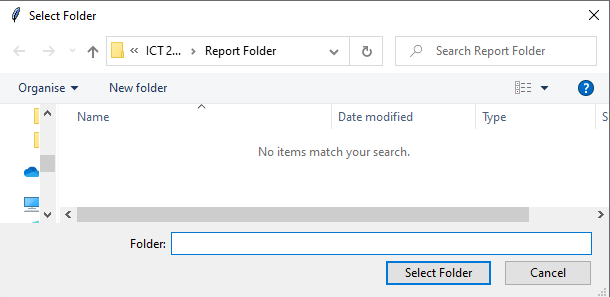 Select Folder
« ICT 2... > Report Folder
Search Report Folder
Organise New folder
Name Date modified Type S
No items match your search.
Folder:
Select Folder Cancel